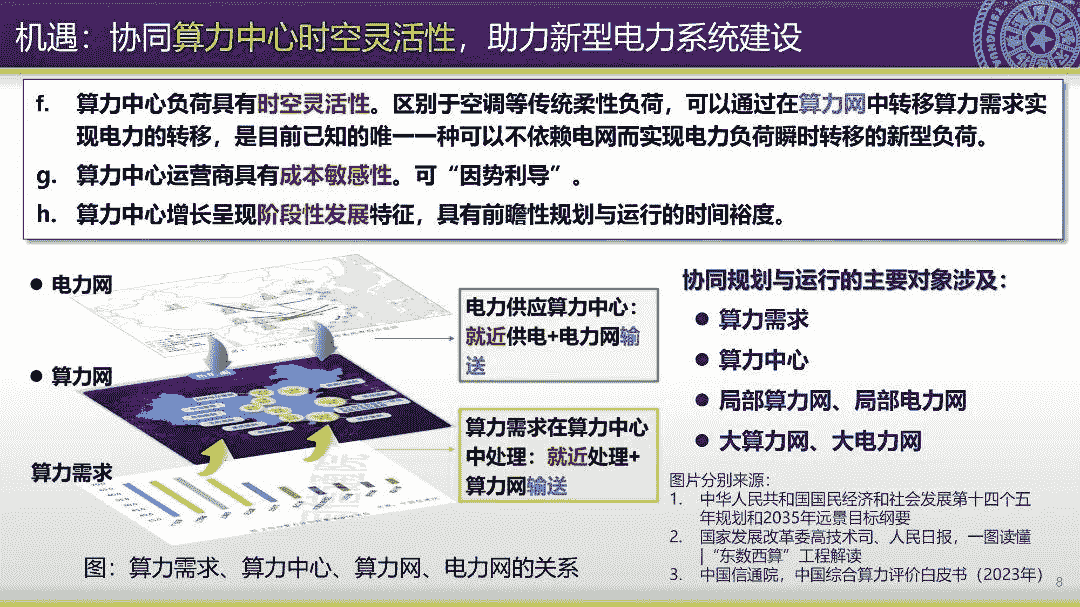 机遇：协同算力中心时空灵活性，助力新型电力系统建设
f. 算力中心负荷具有时空灵活性。区别于空调等传统柔性负荷，可以通过在算力网中转移算力需求实
现电力的转移，是目前已知的唯一一种可以不依赖电网而实现电力负荷瞬时转移的新型负荷。
g. 算力中心运营商具有成本敏感性。可“因势利导”。
h. 算力中心增长呈现阶段性发展特征，具有前瞻性规划与运行的时间裕度。
● 电力网
● 算力网
算力需求
电力供应算力中心：
就近供电+电力网输
送
算力需求在算力中心
中处理：就近处理+
算力网输送
图：算力需求、算力中心、算力网、电力网的关系
协同规划与运行的主要对象涉及：
● 算力需求
● 算力中心
● 局部算力网、局部电力网
● 大算力网、大电力网
图片分别来源：
1. 中华人民共和国国民经济和社会发展第十四个五
年规划和2035年远景目标纲要
2. 国家发展改革委高技术司、人民日报，一图读懂
|“东数西算”工程解读
3. 中国信通院，中国综合算力评价白皮书（2023年）
8